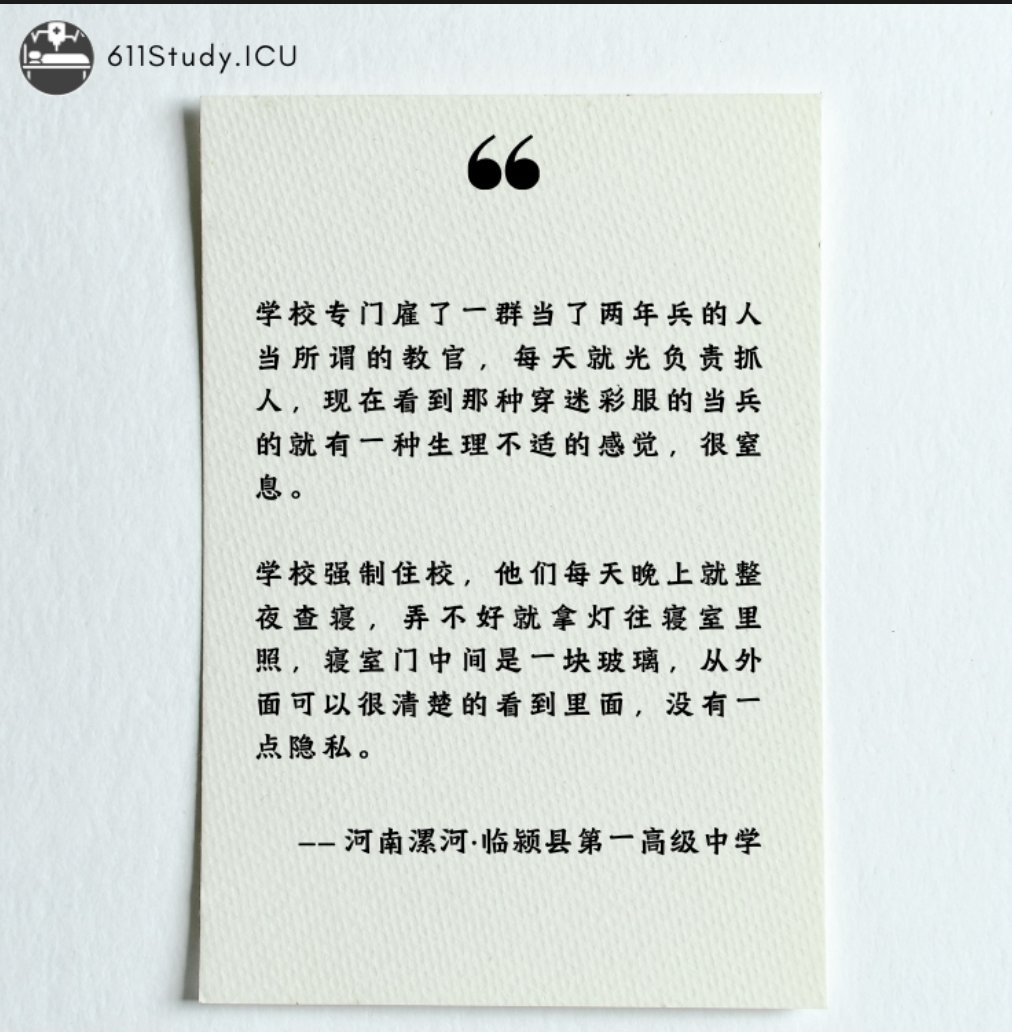 611Study.ICU
“
学校专门雇了一群当了两年兵的人
当所谓的教官，每天就光负责抓
人，现在看到那种穿迷彩服的当兵
的就有一种生理不适的感觉，很窒
息。
学校强制住校，他们每天晚上就整
夜查寝，弄不好就拿灯往寝室里
照，寝室门中间是一块玻璃，从外
面可以很清楚的看到里面，没有一
点隐私。
—— 河南漯河·临颍县第一高级中学